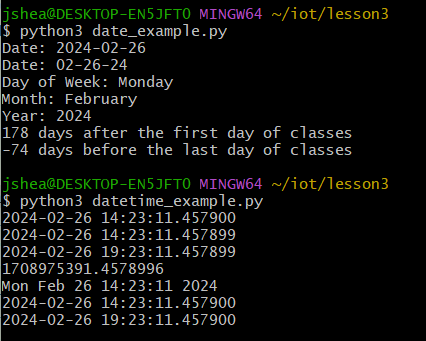 jshea@DESKTOP-EN5JFTO MINGW64 ~/iot/lesson3
$ python3 date_example.py
Date: 2024-02-26
Date: 02-26-24
Day of Week: Monday
Month: February
Year: 2024
178 days after the first day of classes
-74 days before the last day of classes
jshea@DESKTOP-EN5JFTO MINGW64 ~/iot/lesson3
$ python3 datetime_example.py
2024-02-26 14:23:11.457900
2024-02-26 14:23:11.457899
2024-02-26 19:23:11.457899
1708975391.4578996
Mon Feb 26 14:23:11 2024
2024-02-26 14:23:11.457900
2024-02-26 19:23:11.457900